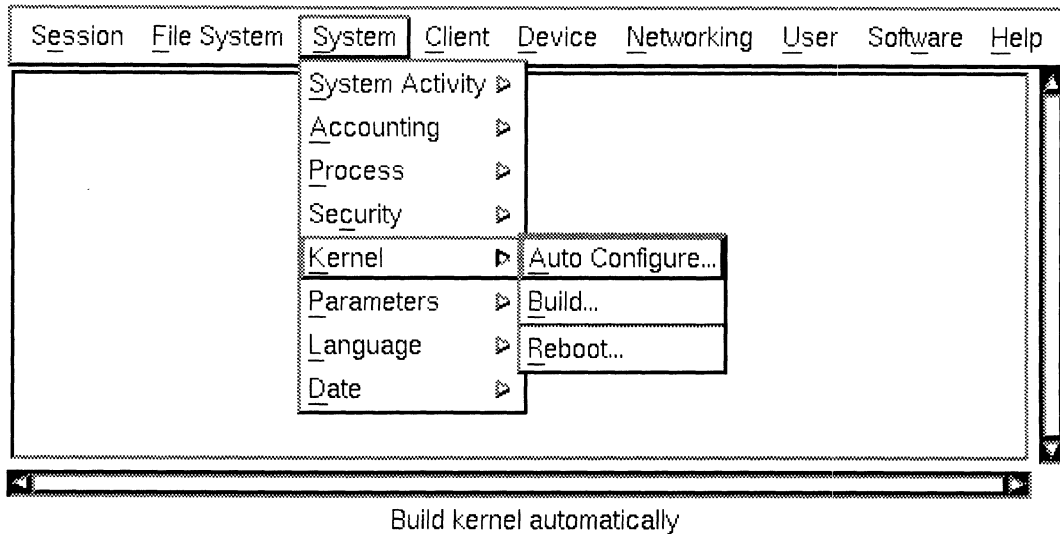 Session File System System Client Device Networking User Software Help
System Activity
Accounting
Process
Security
Kernel
Auto Configure...
Parameters
Build...
Language
Reboot...
Date
Build kernel automatically